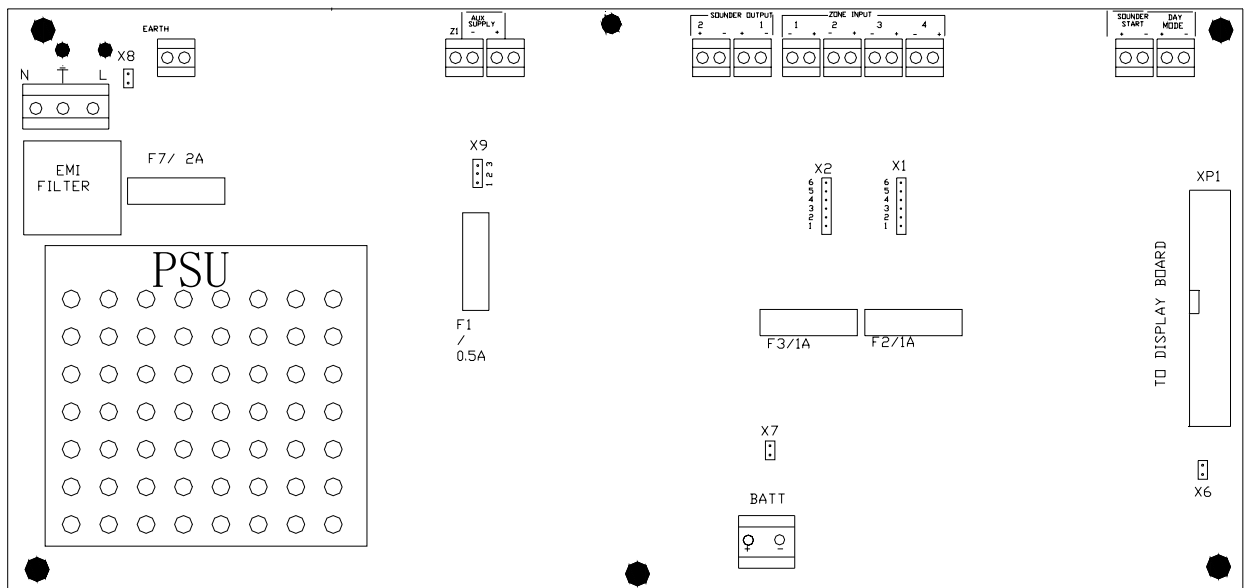 EARTH
AUX
SUPPLY
Z1 - +
SOUNDER OUTPUT
2 1
+ - + -
ZONE INPUT
1 2 3 4
- + - + - + - +
SOUNDER
START
+ -
DAY
MODE
+ -
X8
N L
EMI
FILTER
F7/ 2A
X9
1 2 3
X2
6
5
4
3
2
1
X1
6
5
4
3
2
1
XP1
PSU
F1
/
0.5A
F3/1A
F2/1A
TO DISPLAY BOARD
X7
X6
BATT
+ -